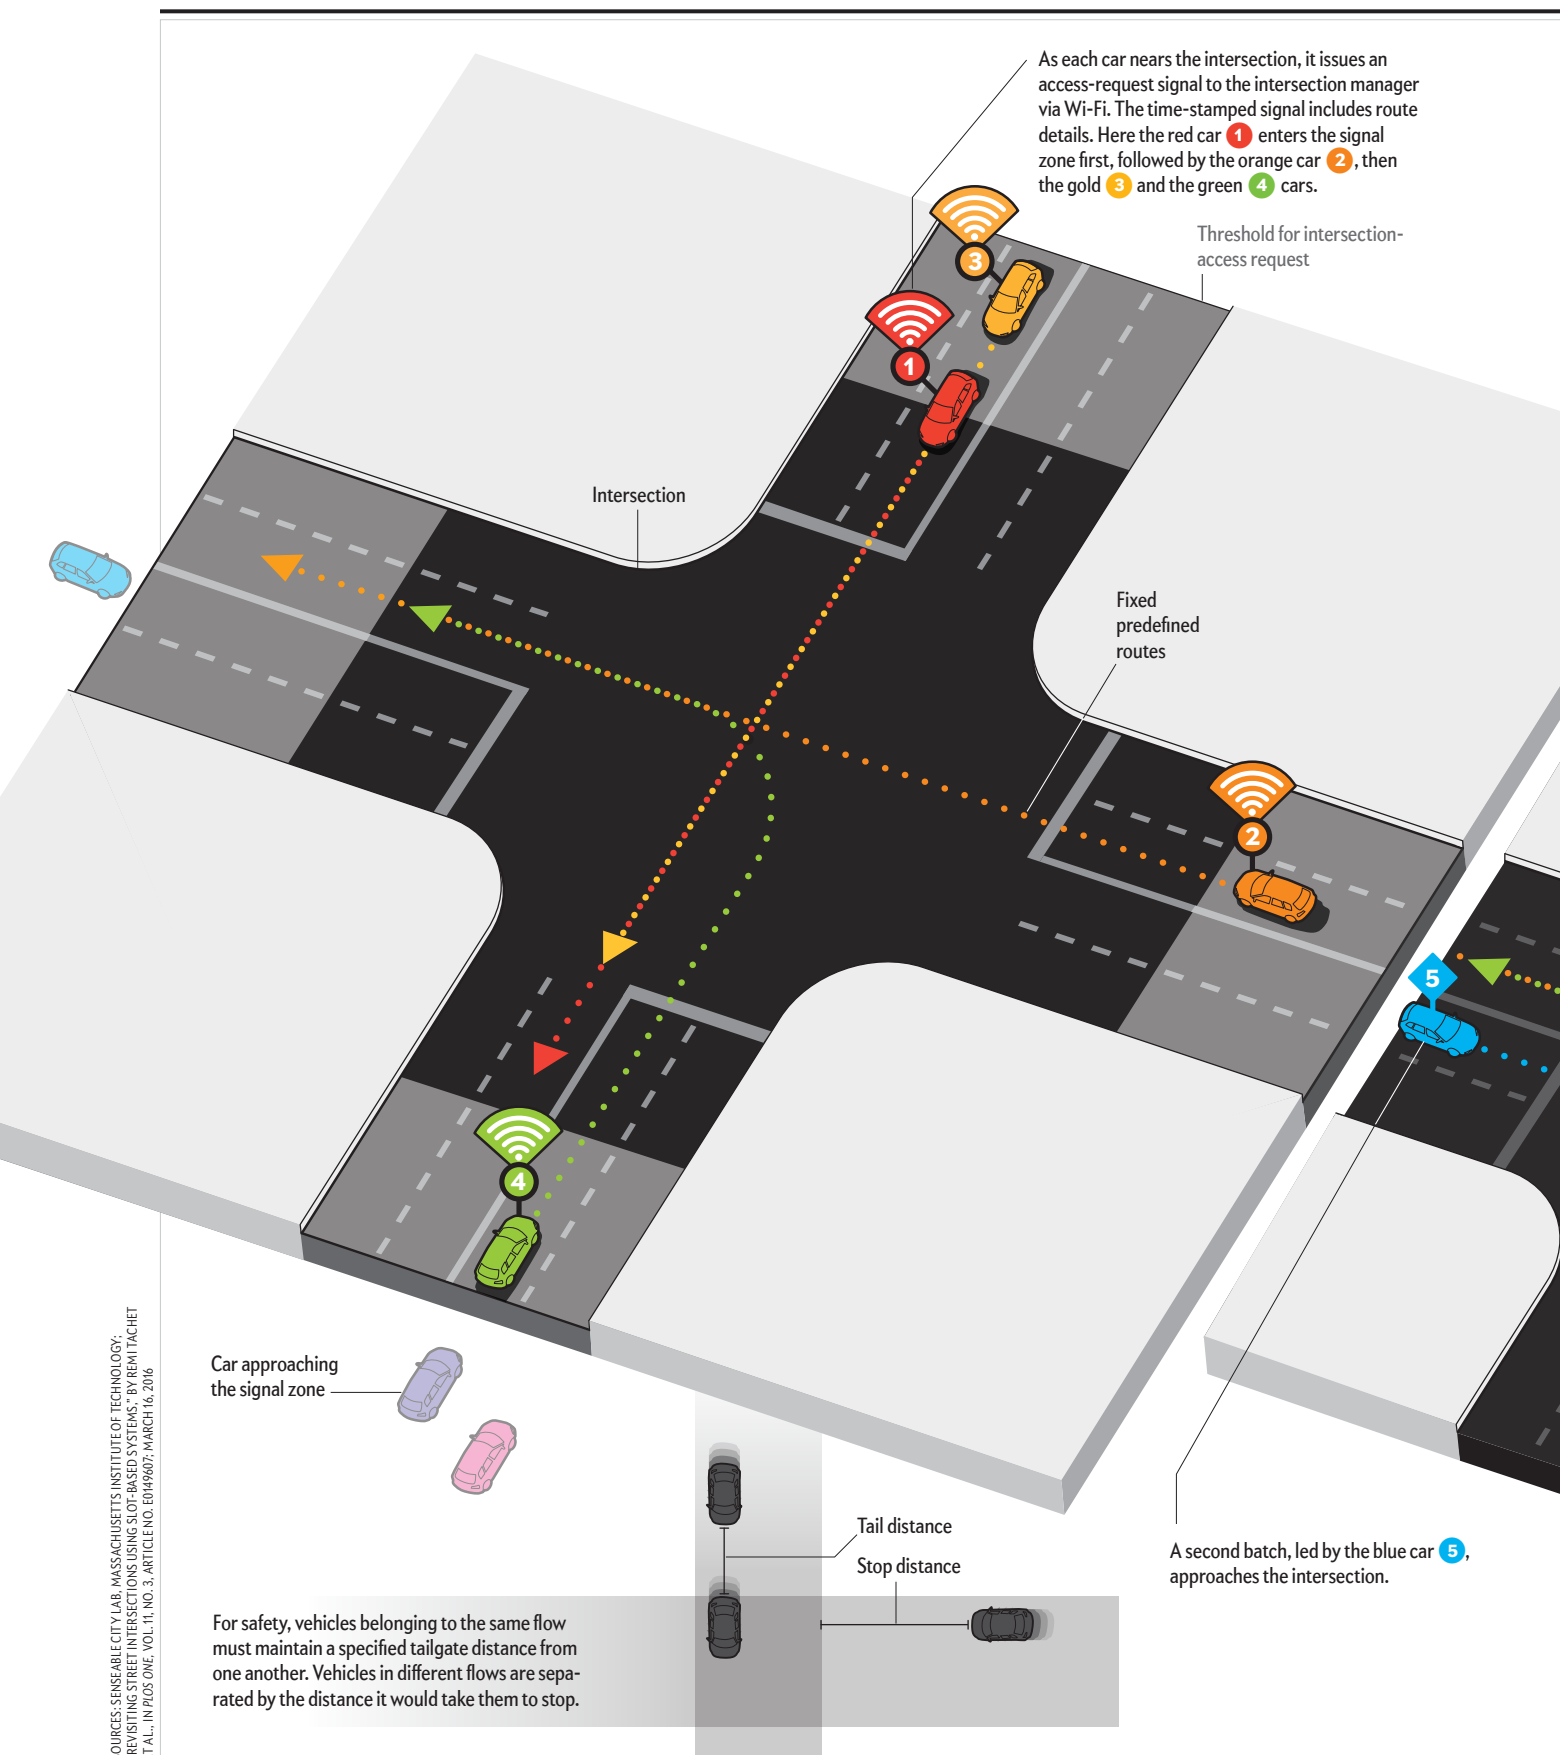 As each car nears the intersection, it issues an
access-request signal to the intersection manager
via Wi-Fi. The time-stamped signal includes route
details. Here the red car 1 enters the signal
zone first, followed by the orange car 2, then
the gold 3 and the green 4 cars.
Threshold for intersection-
access request
3
1
Intersection
Fixed
predefined
routes
2
5
4
Car approaching
the signal zone
Tail distance
Stop distance
A second batch, led by the blue car 5,
approaches the intersection.
For safety, vehicles belonging to the same flow
must maintain a specified tailgate distance from
one another. Vehicles in different flows are sepa-
rated by the distance it would take them to stop.
OURCES: SENSEABLE CITY LAB, MASSACHUSETTS INSTITUTE OF TECHNOLOGY;
REVISITING STREET INTERSECTIONS USING SLOT-BASED SYSTEMS," BY REMI TACHET
T AL., IN PLOS ONE, VOL. 11, NO. 3, ARTICLE NO. E0149607; MARCH 16, 2016